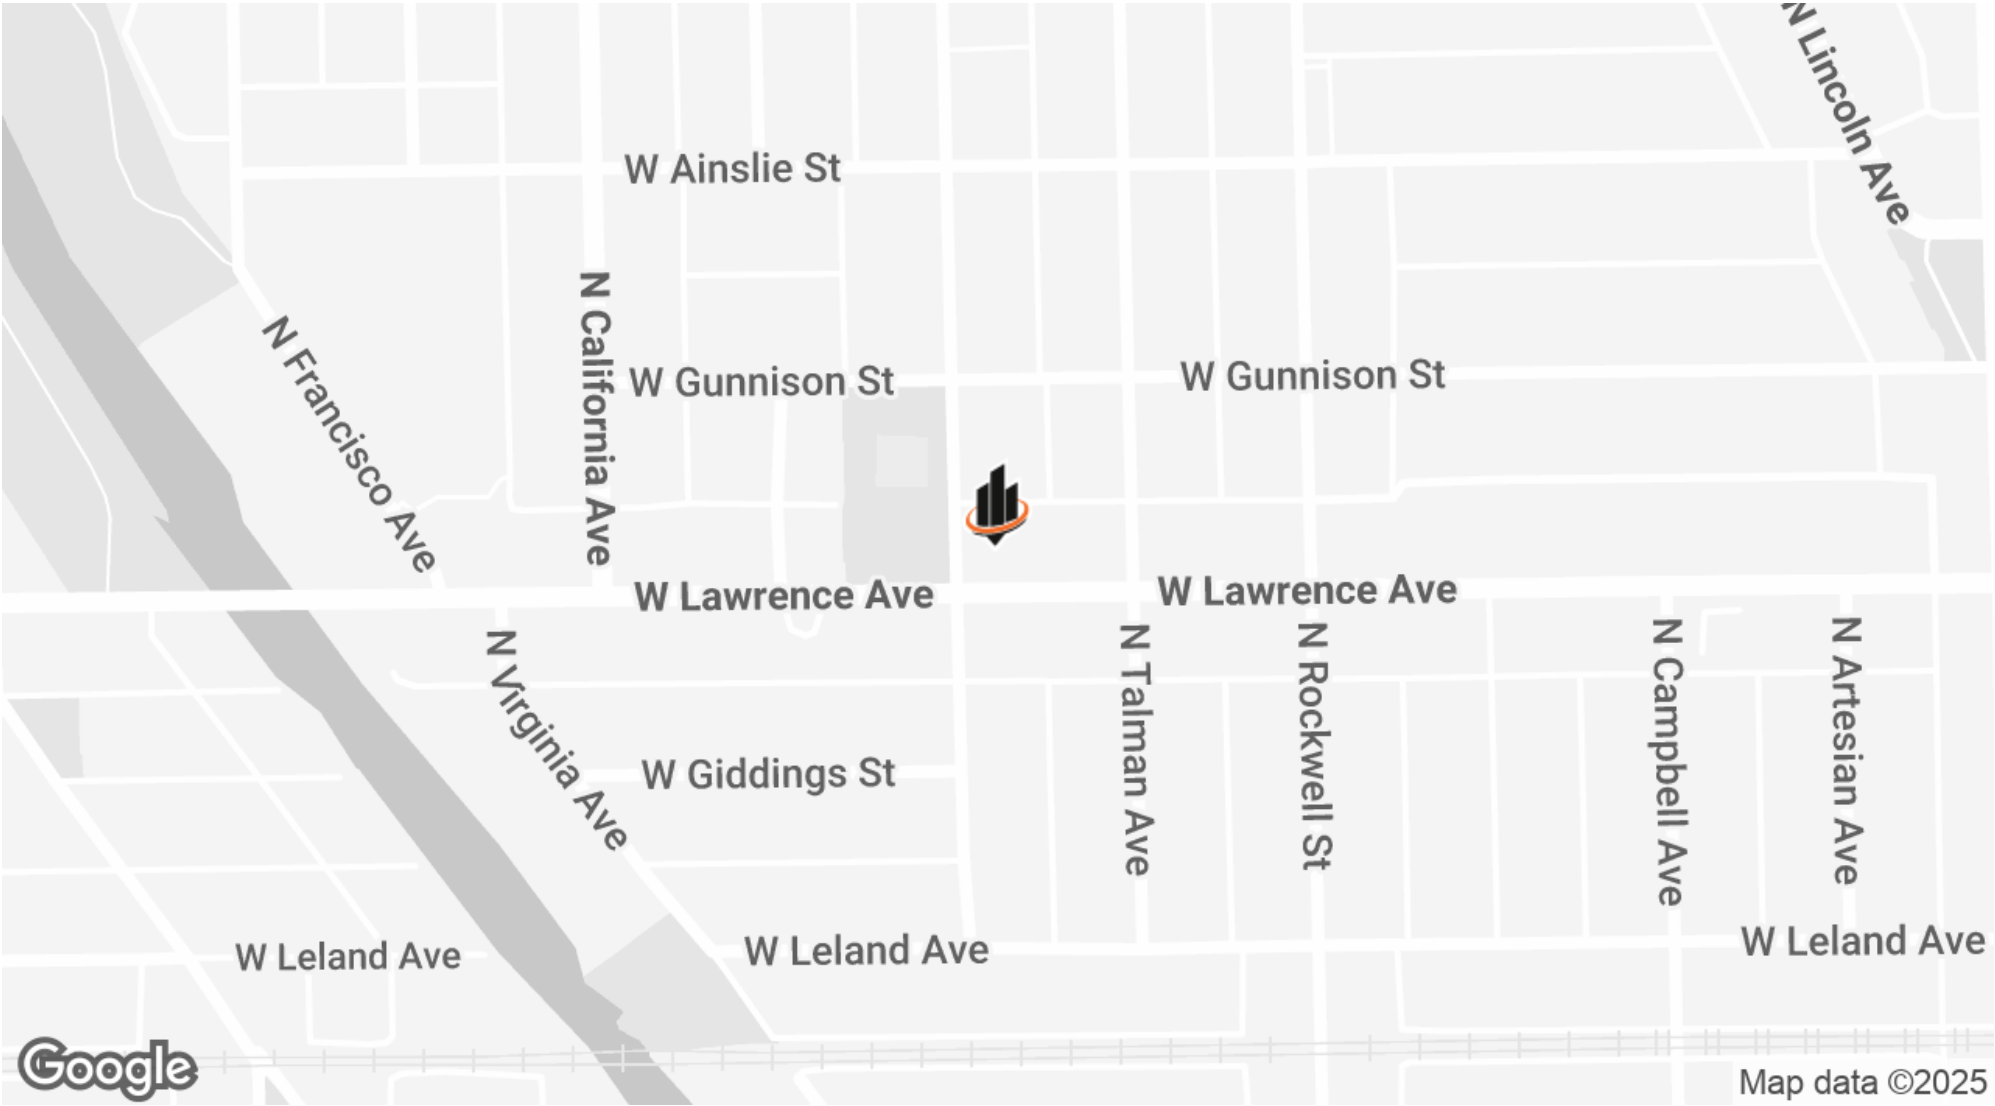 N Lincoln Ave
W Ainslie St
N California Ave
N Francisco Ave
W Gunnison St
W Gunnison St
W Lawrence Ave
W Lawrence Ave
N Virginia Ave
N Talman Ave
N Rockwell St
N Campbell Ave
N Artesian Ave
W Giddings St
W Leland Ave
W Leland Ave
W Leland Ave
Google
Map data ©2025